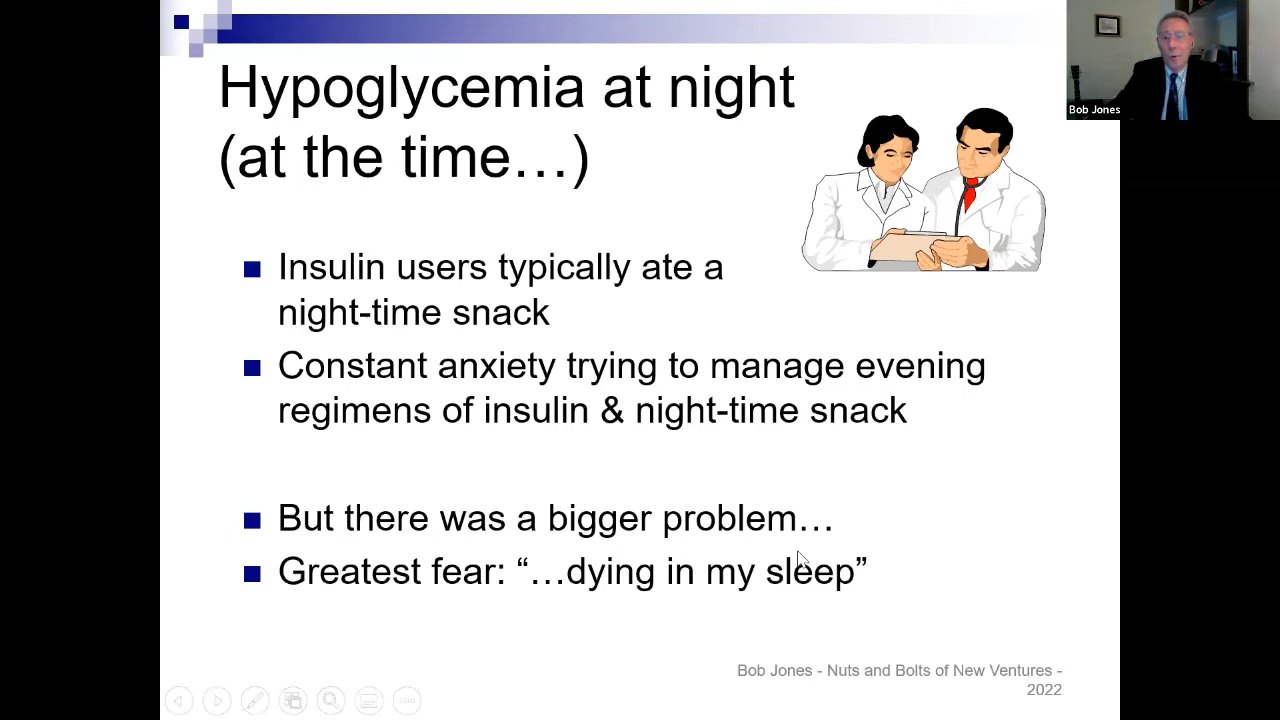 Hypoglycemia at night
(at the time…)
Bob Jones
■ Insulin users typically ate a
night-time snack
■ Constant anxiety trying to manage evening
regimens of insulin & night-time snack
■ But there was a bigger problem…
■ Greatest fear: “…dying in my sleep”
Bob Jones - Nuts and Bolts of New Ventures -
2022